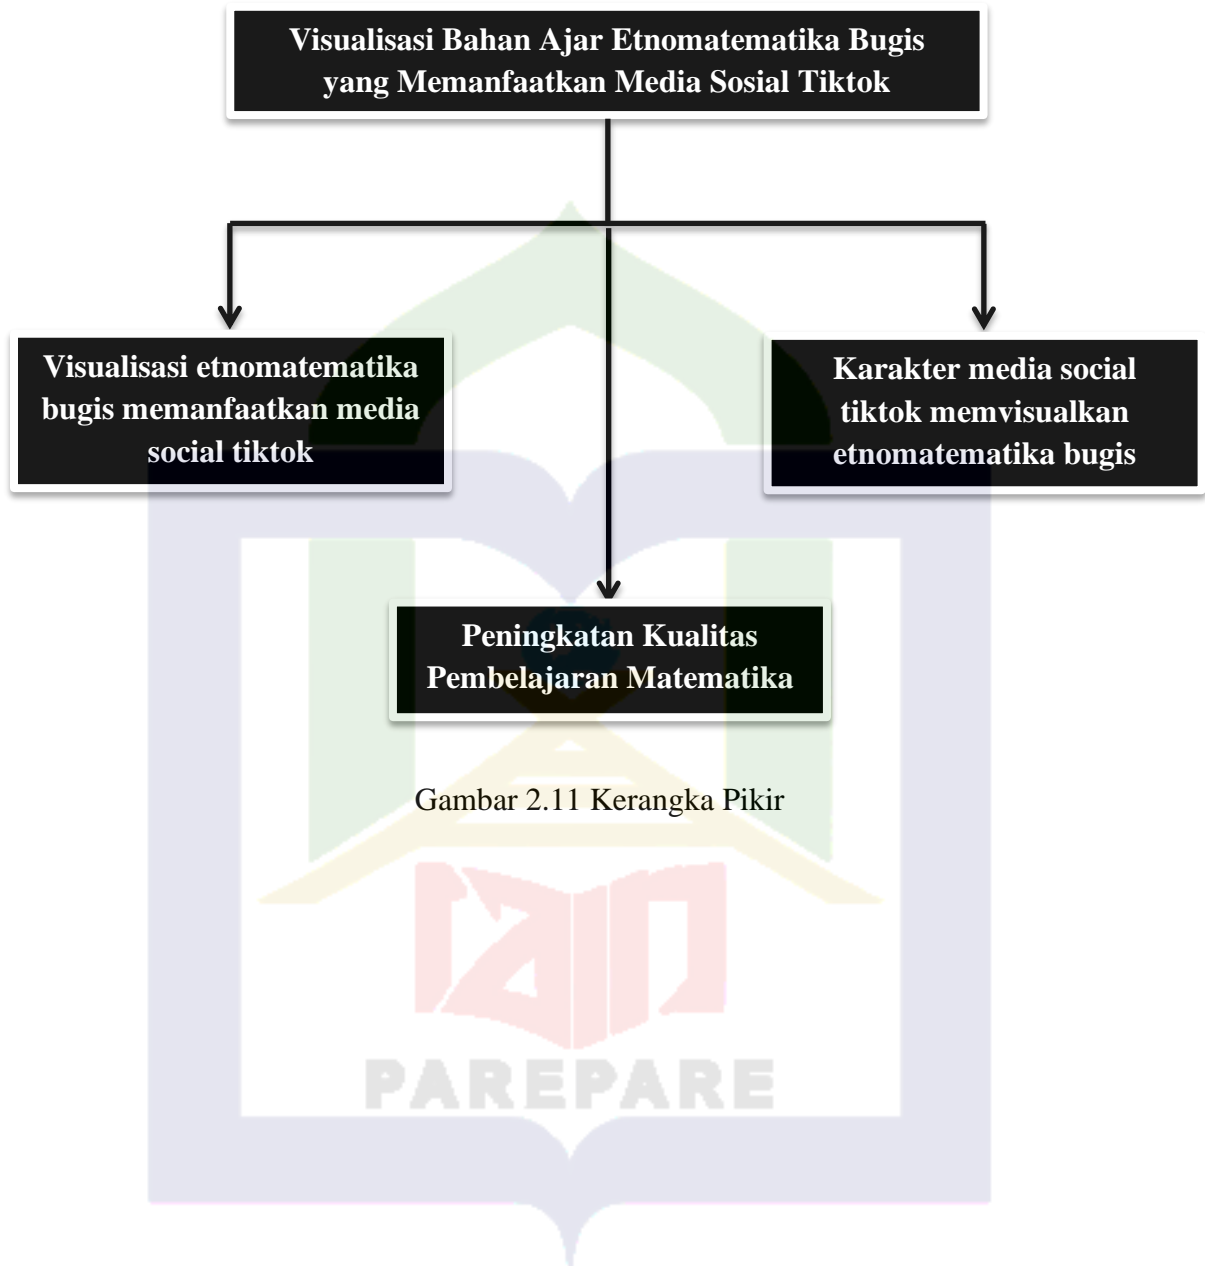 Visualisasi Bahan Ajar Etnomatematika Bugis
yang Memanfaatkan Media Sosial Tiktok
Visualisasi etnomatematika
bugis memanfaatkan media
social tiktok
Karakter media social
tiktok memvisualkan
etnomatematika bugis
Peningkatan Kualitas
Pembelajaran Matematika
Gambar 2.11 Kerangka Pikir
iain
PAREPARE